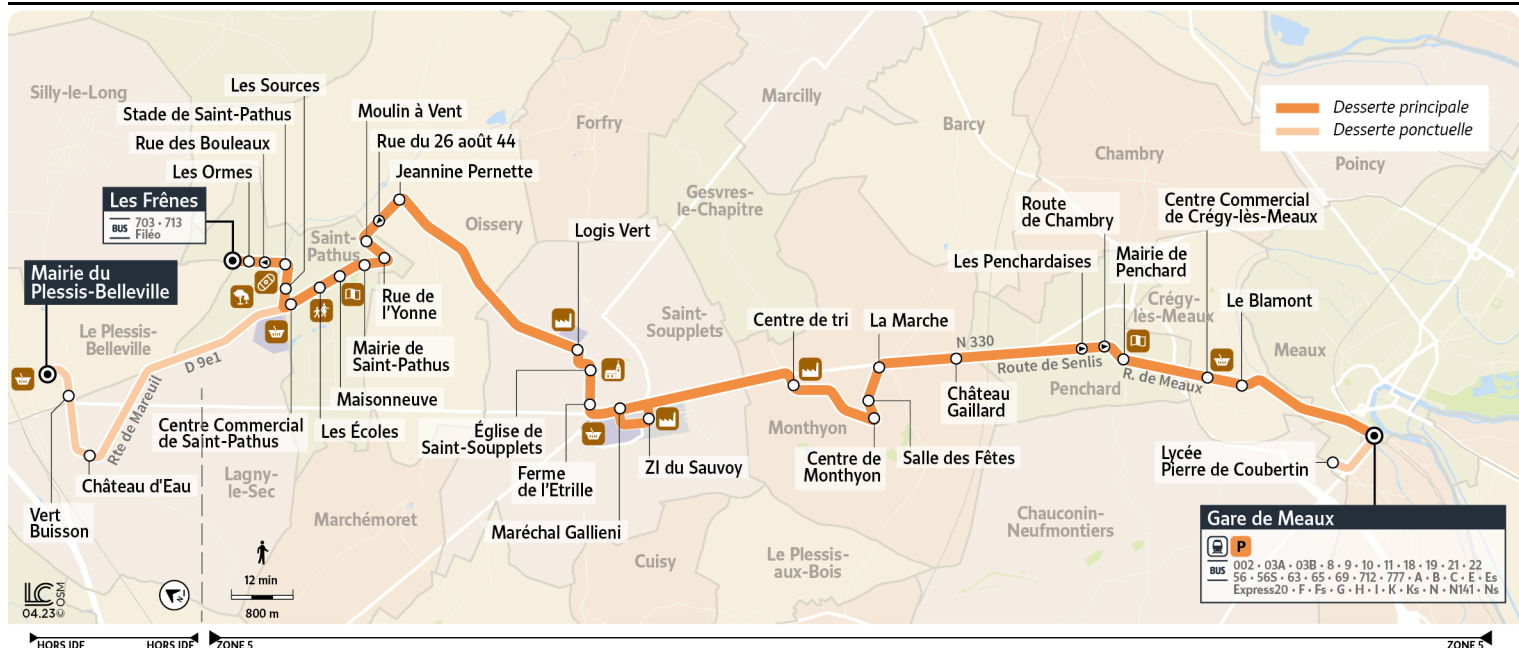 Silly-le-Long
Les Sources
Stade de Saint-Pathus
Rue des Bouleaux
Les Ormes
Les Frênes
BUS
703 • 713
Filéo
Moulin à Vent
Rue du 26 août 44
Jeannine Pernette
Forfry
Marcilly
Barcy
Chambry
Poincy
Desserte principale
Desserte ponctuelle
Oissery
Gesvres-
le-Chapitre
Saint-
Pathus
Logis Vert
Route
de Chambry
Centre Commercial
de Crégy-lès-Meaux
Mairie du
Plessis-Belleville
Les Penchardaises
Mairie de
Penchard
Le Plessis-
Belleville
Rue de
l'Yonne
Saint-
Soupplets
Centre de tri
La Marche
Crégy-
lès-Meaux
Le Blamont
N 330
Route de Senlis
R. de Meaux
Meaux
D 9e1
Rte de Mareuil
Mairie de
Saint-Pathus
Maisonneuve
Les Écoles
Centre Commercial
de Saint-Pathus
Château
Gaillard
Penchard
Monthyon
Église de
Saint-Soupplets
Ferme
de l'Etrille
ZI du Sauvoy
Centre de
Monthyon
Salle des Fêtes
Lycée
Pierre de Coubertin
Château d'Eau
Lagny-
le-Sec
Vert
Buisson
Marchémoret
Maréchal Gallieni
Cuisy
Le Plessis-
aux-Bois
Chauconin-
Neufmontiers
Gare de Meaux
P
BUS
002 • 03A • 03B • 8 • 9 • 10 • 11 • 18 • 19 • 21 • 22
56 • 56S • 63 • 65 • 69 • 712 • 777 • A • B • C • E • Es
Express20 • F • Fs • G • H • I • K • Ks • N • N141 • Ns
12 min
800 m
LC
04.23 © OSM
N
HORS IDF
HORS IDF
ZONE 5
ZONE 5